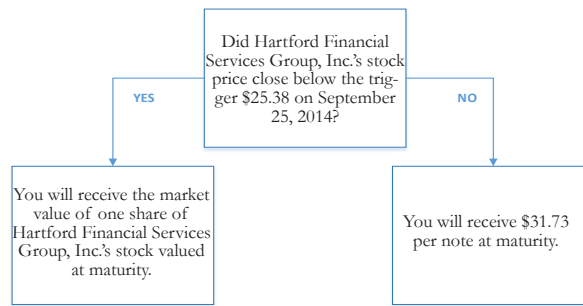 Did Hartford Financial
Services Group, Inc.'s stock
price close below the trig-
ger $25.38 on September
25, 2014?
YES
NO
You will receive the market
value of one share of
Hartford Financial Services
Group, Inc.'s stock valued
at maturity.
You will receive $31.73
per note at maturity.